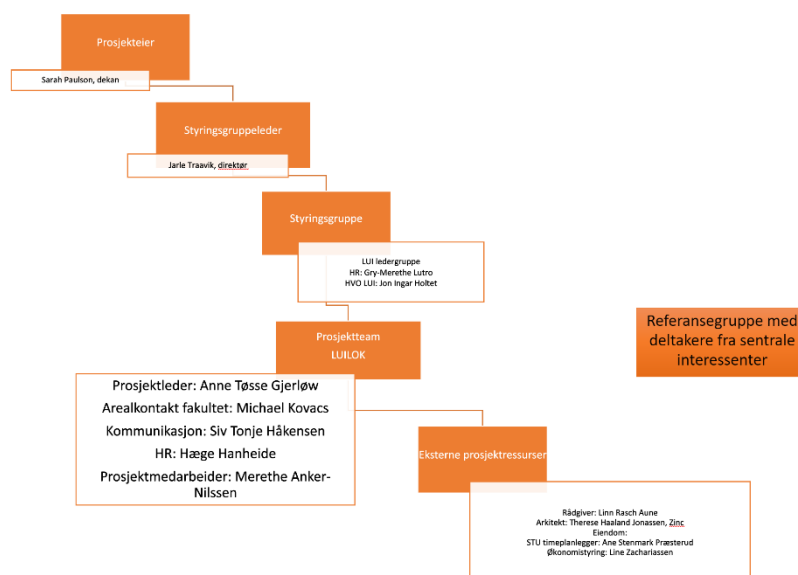 Prosjekteier
Sarah Paulson, dekan
Styringsgruppeleder
Jarle Traavik, direktør
Styringsgruppe
LUI ledergruppe
HR: Gry-Merethe Lutro
HVO LUI: Jon Ingar Holtet
Prosjektteam
LUILOK
Prosjektleder: Anne Tøsse Gjerløw
Arealkontakt fakultet: Michael Kovacs
Kommunikasjon: Siv Tonje Håkensen
HR: Hæge Hanheide
Prosjektmedarbeider: Merethe Anker-
Nilssen
Eksterne prosjektressurser
Rådgiver: Linn Rasch Aune
Arkitekt: Therese Haaland Jonassen, Zinc
Eiendom:
STU timeplanlegger: Ane Stenmark Præsterud
Økonomistyring: Line Zachariassen
Referansegruppe med
deltakere fra sentrale
interessenter